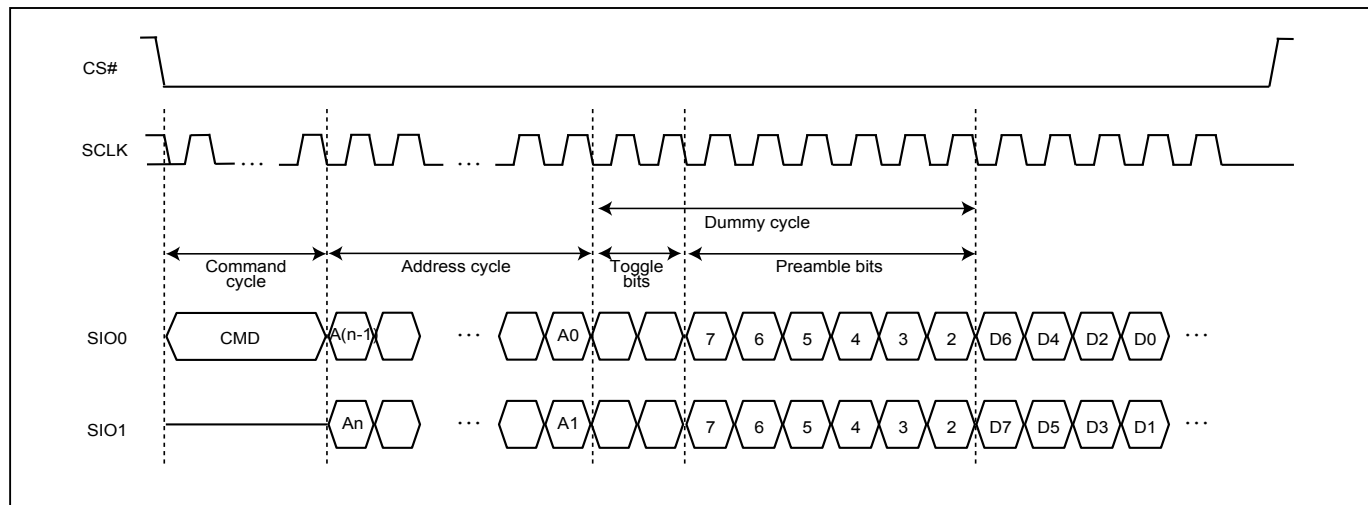 CS#
SCLK
…
…
Dummy cycle
Command
cycle
Address cycle
Toggle
bits
Preamble bits
SIO0
CMD
A(n-1)
…
A0
7
6
5
4
3
2
D6
D4
D2
D0
…
SIO1
An
…
A1
7
6
5
4
3
2
D7
D5
D3
D1
…